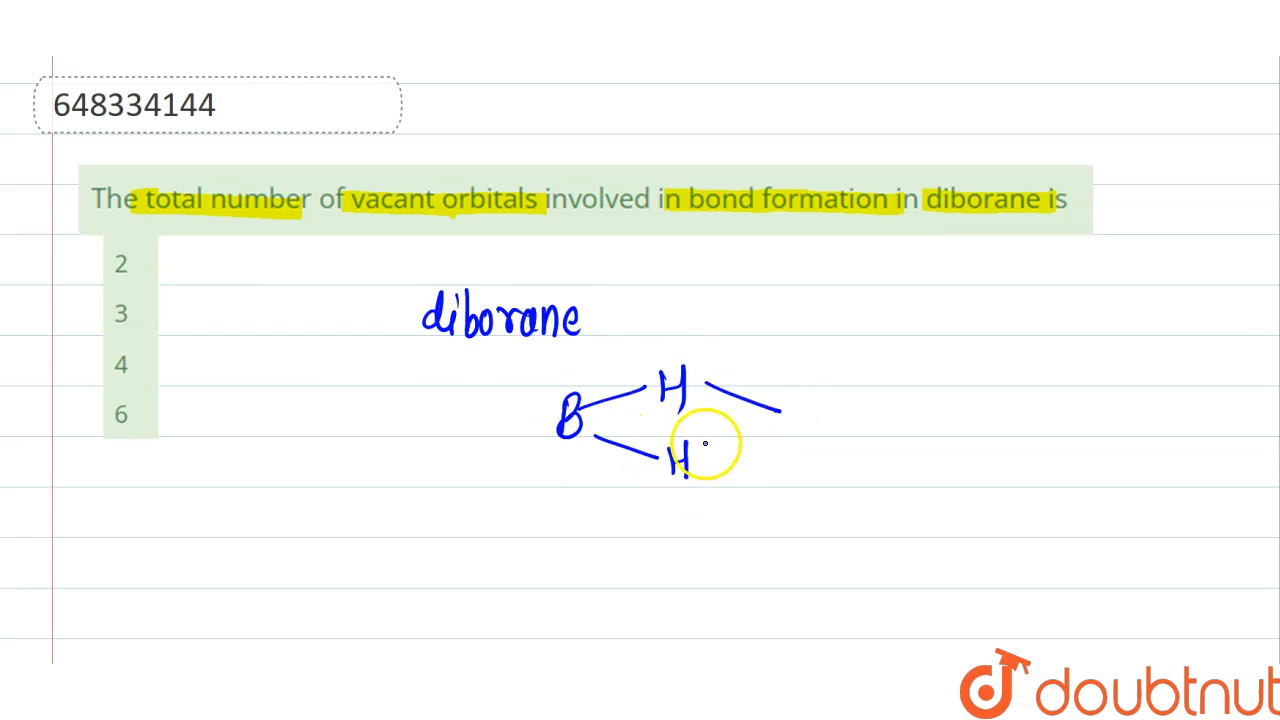 648334144
The total number of vacant orbitals involved in bond formation in diborane is
2
3
4
6
diborane
B H
H
doubtnut